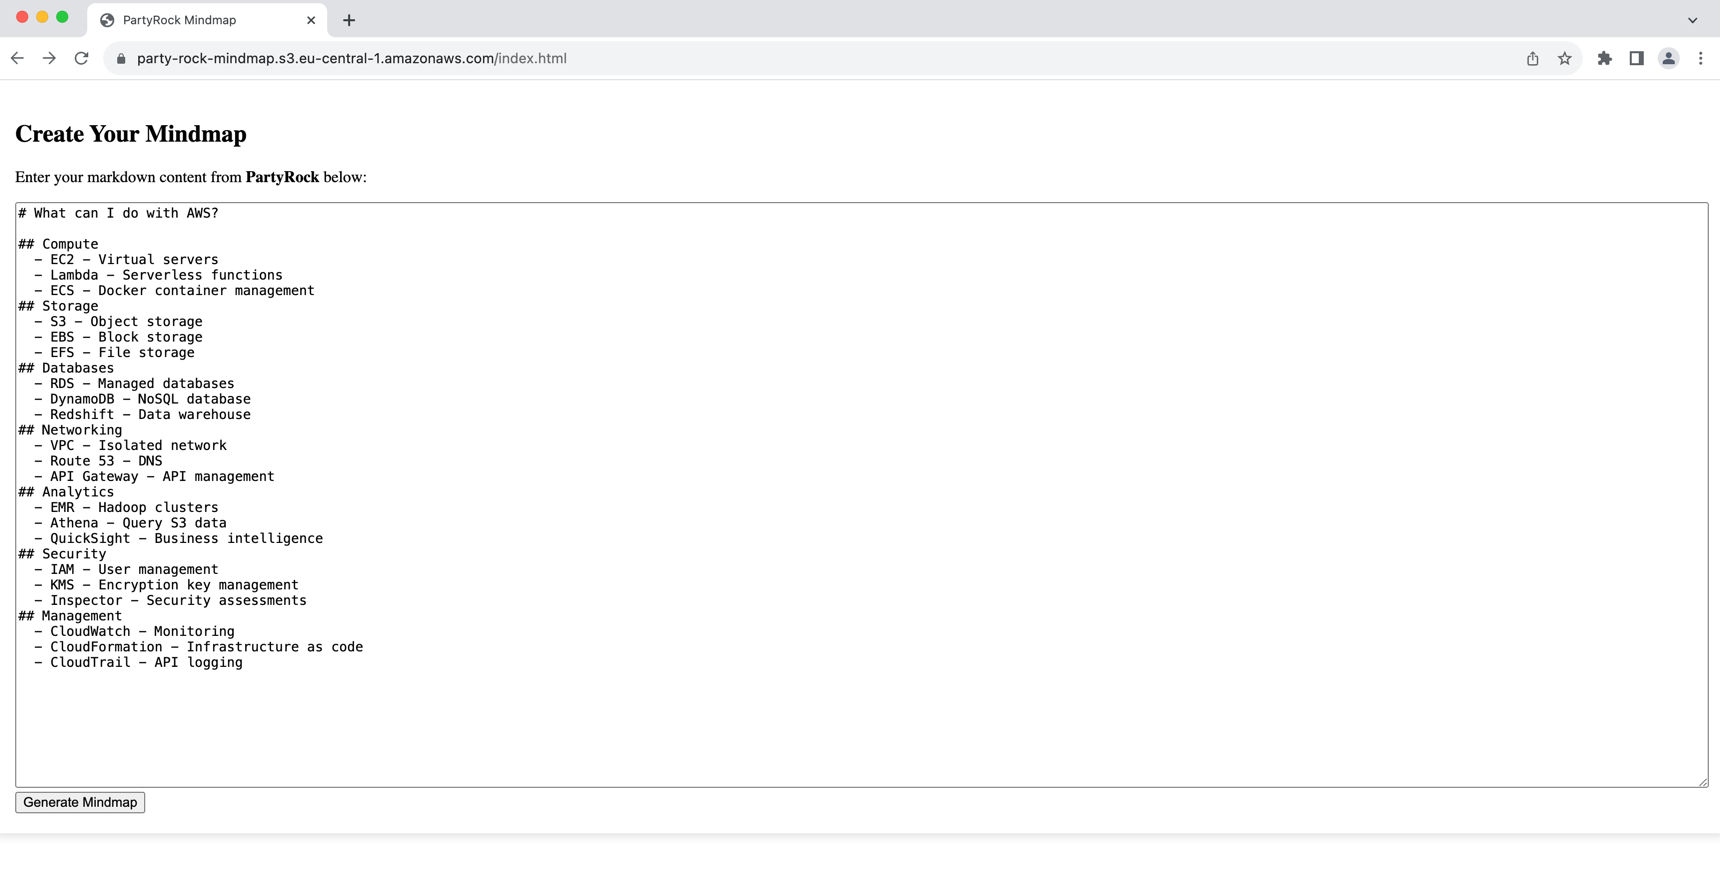 PartyRock Mindmap
party-rock-mindmap.s3.eu-central-1.amazonaws.com/index.html
Create Your Mindmap
Enter your markdown content from PartyRock below:
# What can I do with AWS?
## Compute
- EC2 - Virtual servers
- Lambda - Serverless functions
- ECS - Docker container management
## Storage
- S3 - Object storage
- EBS - Block storage
- EFS - File storage
## Databases
- RDS - Managed databases
- DynamoDB - NoSQL database
- Redshift - Data warehouse
## Networking
- VPC - Isolated network
- Route 53 - DNS
- API Gateway - API management
## Analytics
- EMR - Hadoop clusters
- Athena - Query S3 data
- QuickSight - Business intelligence
## Security
- IAM - User management
- KMS - Encryption key management
- Inspector - Security assessments
## Management
- CloudWatch - Monitoring
- CloudFormation - Infrastructure as code
- CloudTrail - API logging
Generate Mindmap